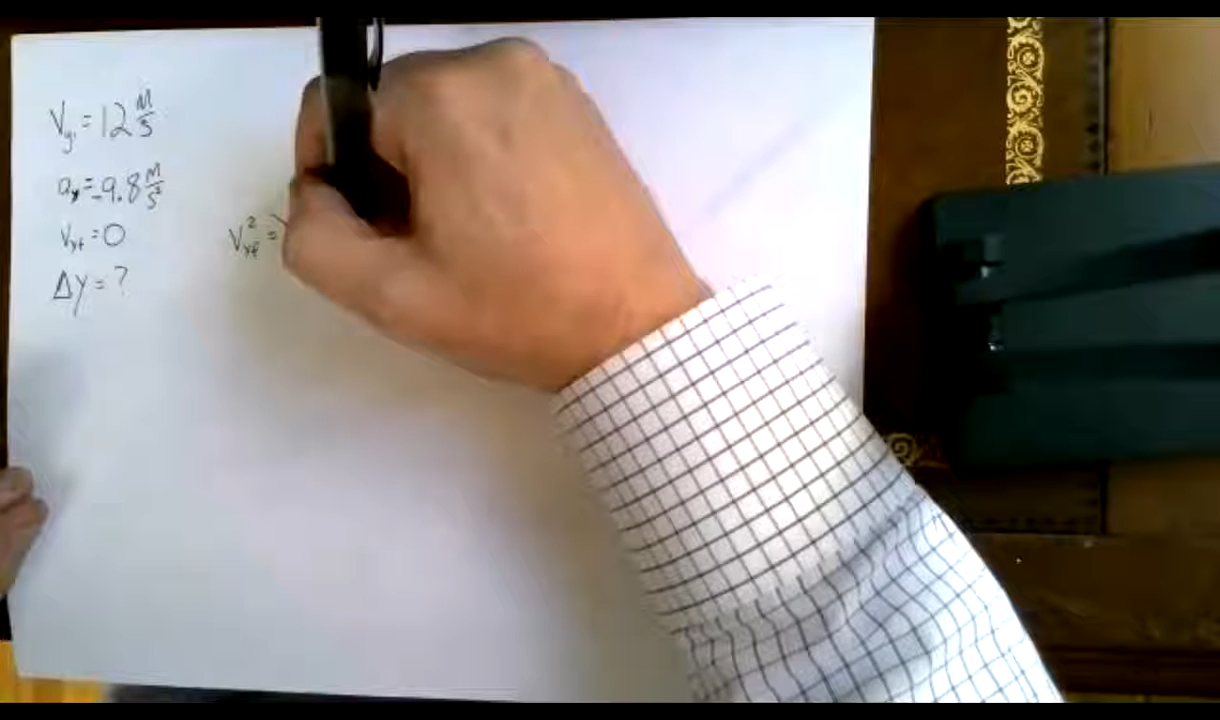 Vyi = 12 m/s
ay = -9.8 m/s²
Vyf = 0
Δy = ?
Vyf² =